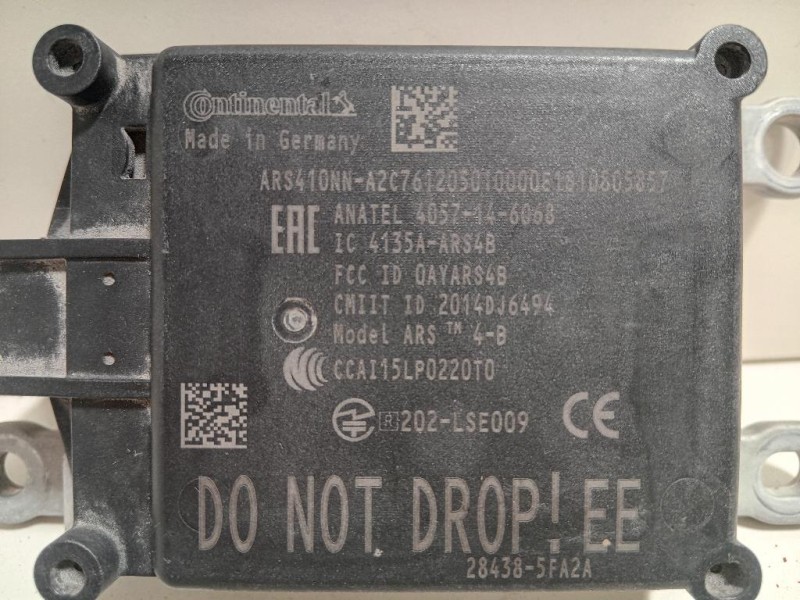 Continental
Made in Germany
ARS410NN-A2C76120501000OE1810605857
ANATEL 4057-14-6068
EAC
IC 4135A-ARS4B
FCC ID OAYARS4B
CMIIT ID 2014DJ6494
Model ARS ™ 4-B
CCAI15LP0220T0
R 202-LSE009
CE
DO NOT DROP!EE
28438-5FA2A